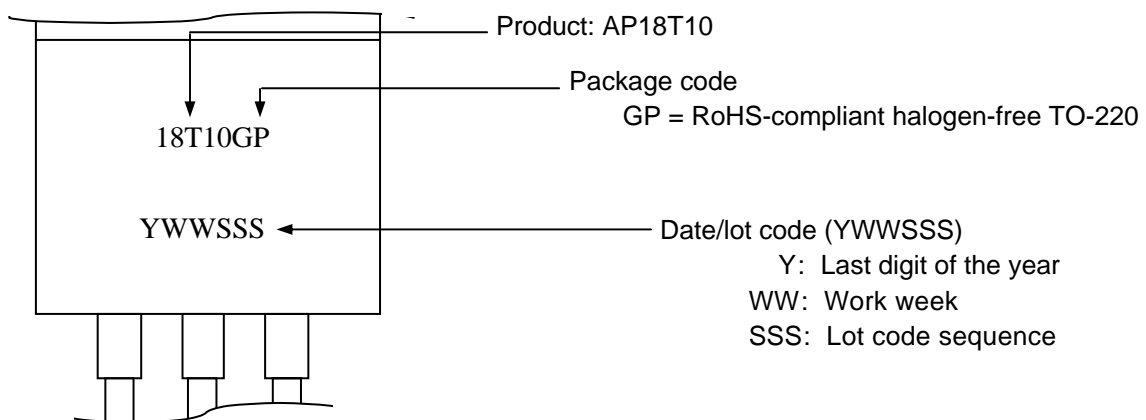 Product: AP18T10
Package code
GP = RoHS-compliant halogen-free TO-220
18T10GP
YWWSSS
Date/lot code (YWWSSS)
Y: Last digit of the year
WW: Work week
SSS: Lot code sequence